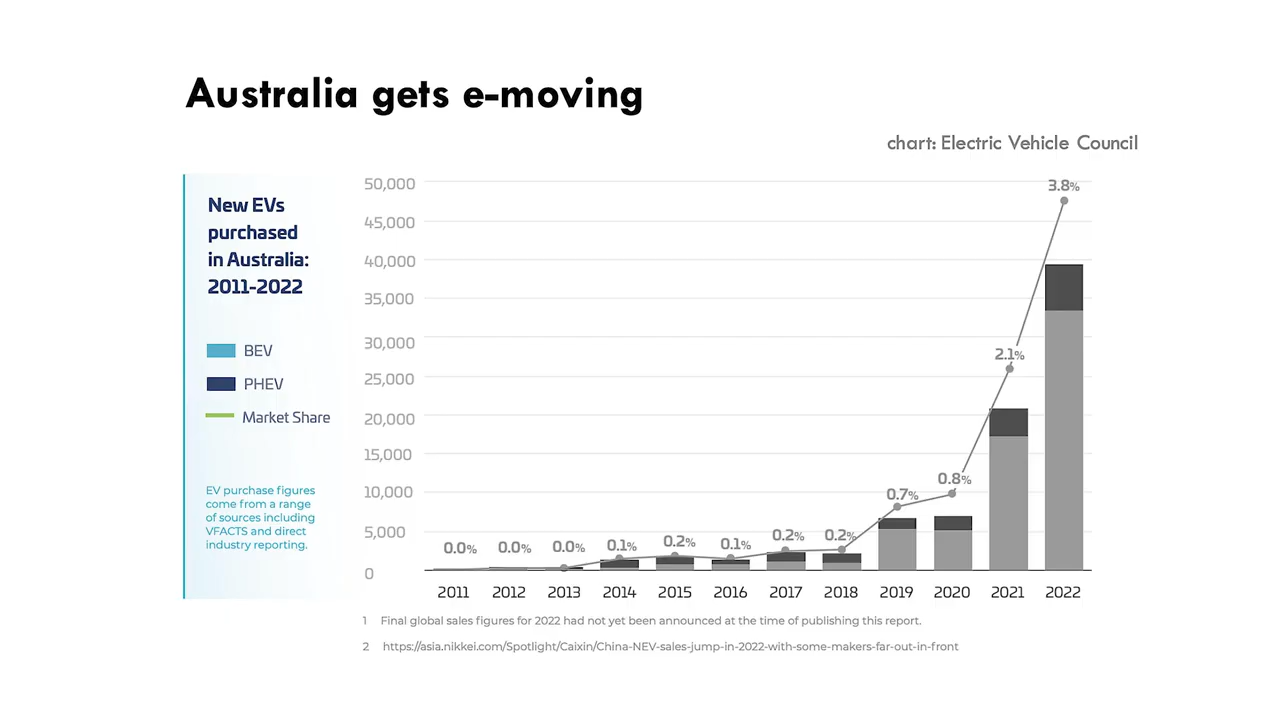 Australia gets e-moving
chart: Electric Vehicle Council
New EVs
purchased
in Australia:
2011-2022
BEV
PHEV
Market Share
EV purchase figures
come from a range
of sources including
VFACTS and direct
industry reporting.
50,000
45,000
40,000
35,000
30,000
25,000
20,000
15,000
10,000
5,000
0
0.0%
0.0%
0.0%
0.1%
0.2%
0.1%
0.2%
0.2%
0.7%
0.8%
2.1%
3.8%
2011 2012 2013 2014 2015 2016 2017 2018 2019 2020 2021 2022
1 Final global sales figures for 2022 had not yet been announced at the time of publishing this report.
2 https://asia.nikkei.com/Spotlight/Caixin/China-NEV-sales-jump-in-2022-with-some-makers-far-out-in-front